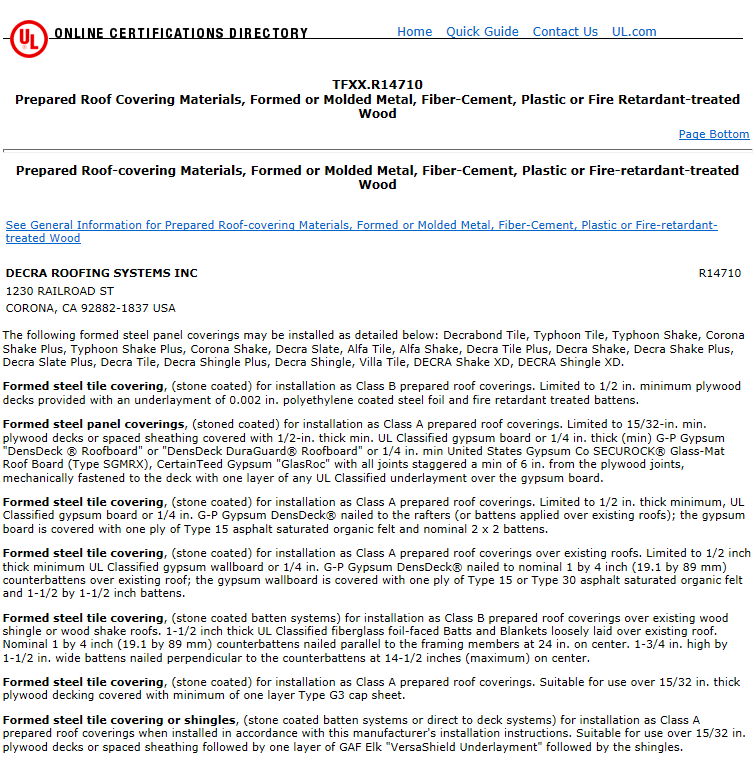 UL ONLINE CERTIFICATIONS DIRECTORY
Home Quick Guide Contact Us UL.com
TFXX.R14710
Prepared Roof Covering Materials, Formed or Molded Metal, Fiber-Cement, Plastic or Fire Retardant-treated
Wood
Page Bottom
Prepared Roof-covering Materials, Formed or Molded Metal, Fiber-Cement, Plastic or Fire-retardant-treated
Wood
See General Information for Prepared Roof-covering Materials, Formed or Molded Metal, Fiber-Cement, Plastic or Fire-retardant-
treated Wood
DECRA ROOFING SYSTEMS INC R14710
1230 RAILROAD ST
CORONA, CA 92882-1837 USA
The following formed steel panel coverings may be installed as detailed below: Decrabond Tile, Typhoon Tile, Typhoon Shake, Corona
Shake Plus, Typhoon Shake Plus, Corona Shake, Decra Slate, Alfa Tile, Alfa Shake, Decra Tile Plus, Decra Shake, Decra Shake Plus,
Decra Slate Plus, Decra Tile, Decra Shingle Plus, Decra Shingle, Villa Tile, DECRA Shake XD, DECRA Shingle XD.
Formed steel tile covering, (stone coated) for installation as Class B prepared roof coverings. Limited to 1/2 in. minimum plywood
decks provided with an underlayment of 0.002 in. polyethylene coated steel foil and fire retardant treated battens.
Formed steel panel coverings, (stoned coated) for installation as Class A prepared roof coverings. Limited to 15/32-in. min.
plywood decks or spaced sheathing covered with 1/2-in. thick min. UL Classified gypsum board or 1/4 in. thick (min) G-P Gypsum
"DensDeck ® Roofboard" or "DensDeck DuraGuard® Roofboard" or 1/4 in. min United States Gypsum Co SECUROCK® Glass-Mat
Roof Board (Type SGMRX), CertainTeed Gypsum "GlasRoc" with all joints staggered a min of 6 in. from the plywood joints,
mechanically fastened to the deck with one layer of any UL Classified underlayment over the gypsum board.
Formed steel tile covering, (stone coated) for installation as Class A prepared roof coverings. Limited to 1/2 in. thick minimum, UL
Classified gypsum board or 1/4 in. G-P Gypsum DensDeck® nailed to the rafters (or battens applied over existing roofs); the gypsum
board is covered with one ply of Type 15 asphalt saturated organic felt and nominal 2 x 2 battens.
Formed steel tile covering, (stone coated) for installation as Class A prepared roof coverings over existing roofs. Limited to 1/2 inch
thick minimum UL Classified gypsum wallboard or 1/4 in. G-P Gypsum DensDeck® nailed to nominal 1 by 4 inch (19.1 by 89 mm)
counterbattens over existing roof; the gypsum wallboard is covered with one ply of Type 15 or Type 30 asphalt saturated organic felt
and 1-1/2 by 1-1/2 inch battens.
Formed steel tile covering, (stone coated batten systems) for installation as Class B prepared roof coverings over existing wood
shingle or wood shake roofs. 1-1/2 inch thick UL Classified fiberglass foil-faced Batts and Blankets loosely laid over existing roof.
Nominal 1 by 4 inch (19.1 by 89 mm) counterbattens nailed parallel to the framing members at 24 in. on center. 1-3/4 in. high by
1-1/2 in. wide battens nailed perpendicular to the counterbattens at 14-1/2 inches (maximum) on center.
Formed steel tile covering, (stone coated) for installation as Class A prepared roof coverings. Suitable for use over 15/32 in. thick
plywood decking covered with minimum of one layer Type G3 cap sheet.
Formed steel tile covering or shingles, (stone coated batten systems or direct to deck systems) for installation as Class A
prepared roof coverings when installed in accordance with this manufacturer's installation instructions. Suitable for use over 15/32 in.
plywood decks or spaced sheathing followed by one layer of GAF Elk "VersaShield Underlayment" followed by the shingles.